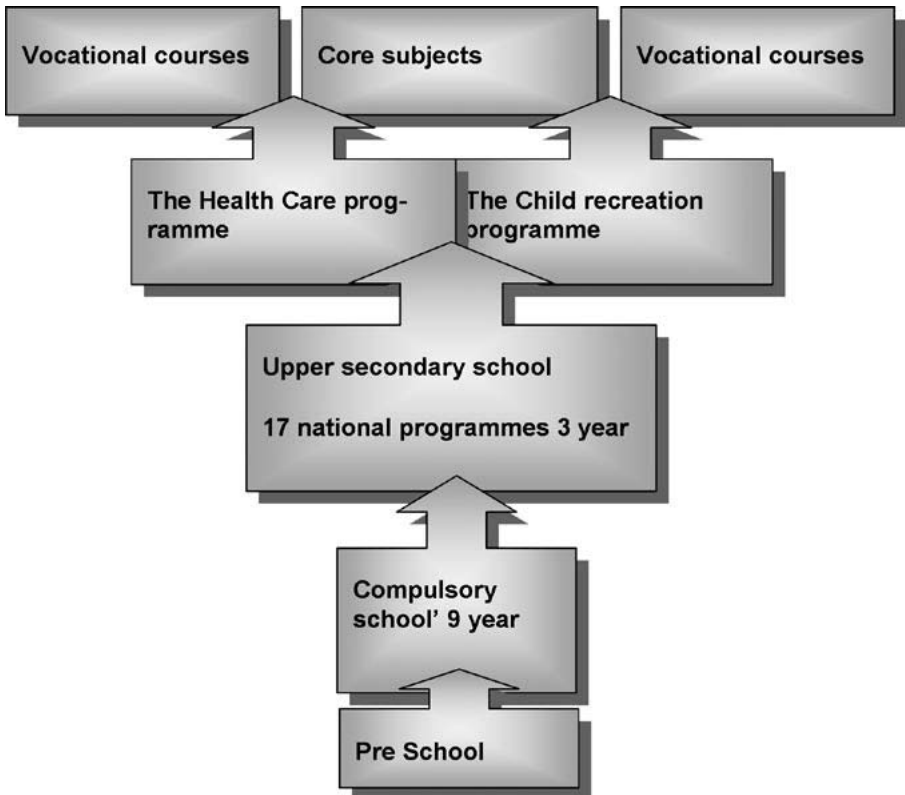 Vocational courses
Core subjects
Vocational courses
The Health Care prog-
ramme
The Child recreation
programme
Upper secondary school
17 national programmes 3 year
Compulsory
school’ 9 year
Pre School